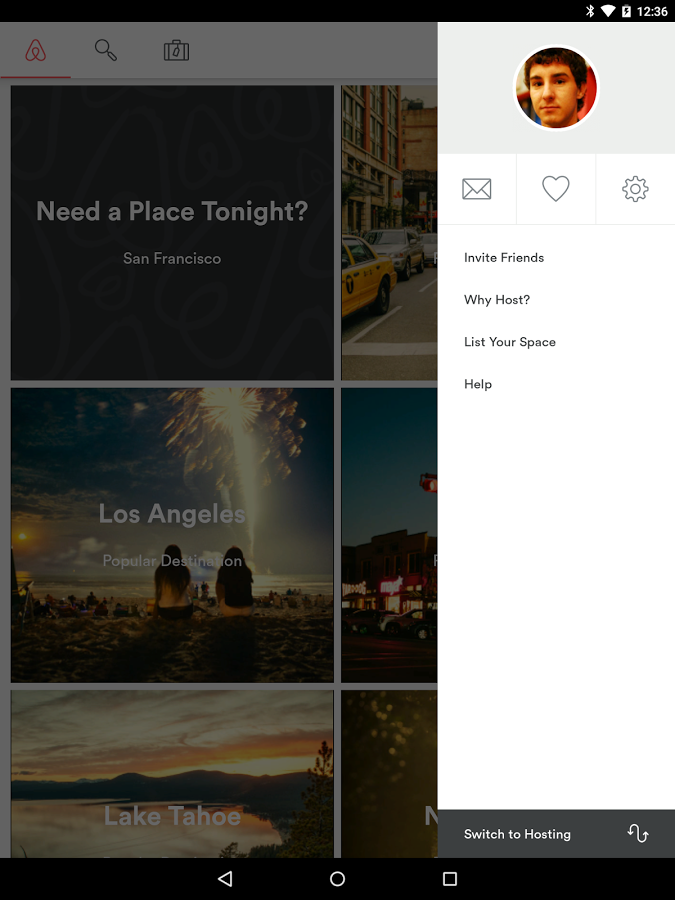 12:36
Need a Place Tonight?
San Francisco
Los Angeles
Popular Destination
Lake Tahoe
Invite Friends
Why Host?
List Your Space
Help
Switch to Hosting